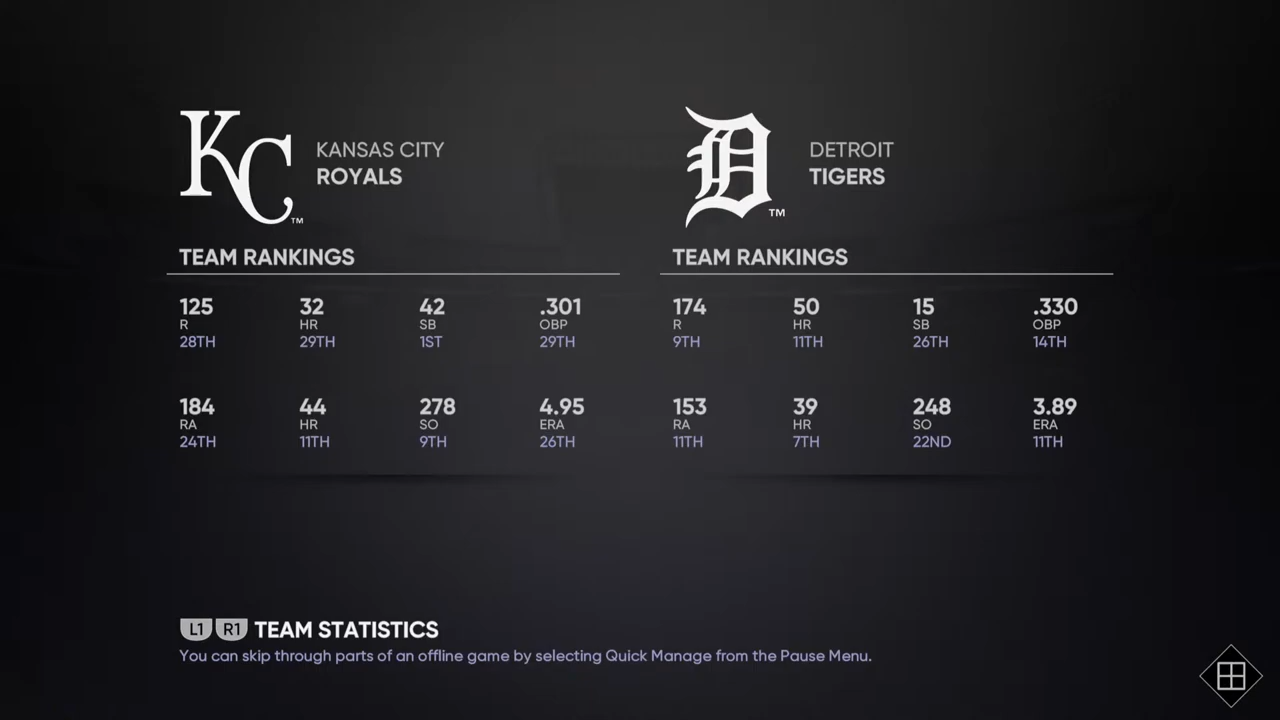 KC™
KANSAS CITY
ROYALS
TEAM RANKINGS
125 32 42 .301
R HR SB OBP
28TH 29TH 1ST 29TH
184 44 278 4.95
RA HR SO ERA
24TH 11TH 9TH 26TH
D™
DETROIT
TIGERS
TEAM RANKINGS
174 50 15 .330
R HR SB OBP
9TH 11TH 26TH 14TH
153 39 248 3.89
RA HR SO ERA
11TH 7TH 22ND 11TH
L1 R1 TEAM STATISTICS
You can skip through parts of an offline game by selecting Quick Manage from the Pause Menu.